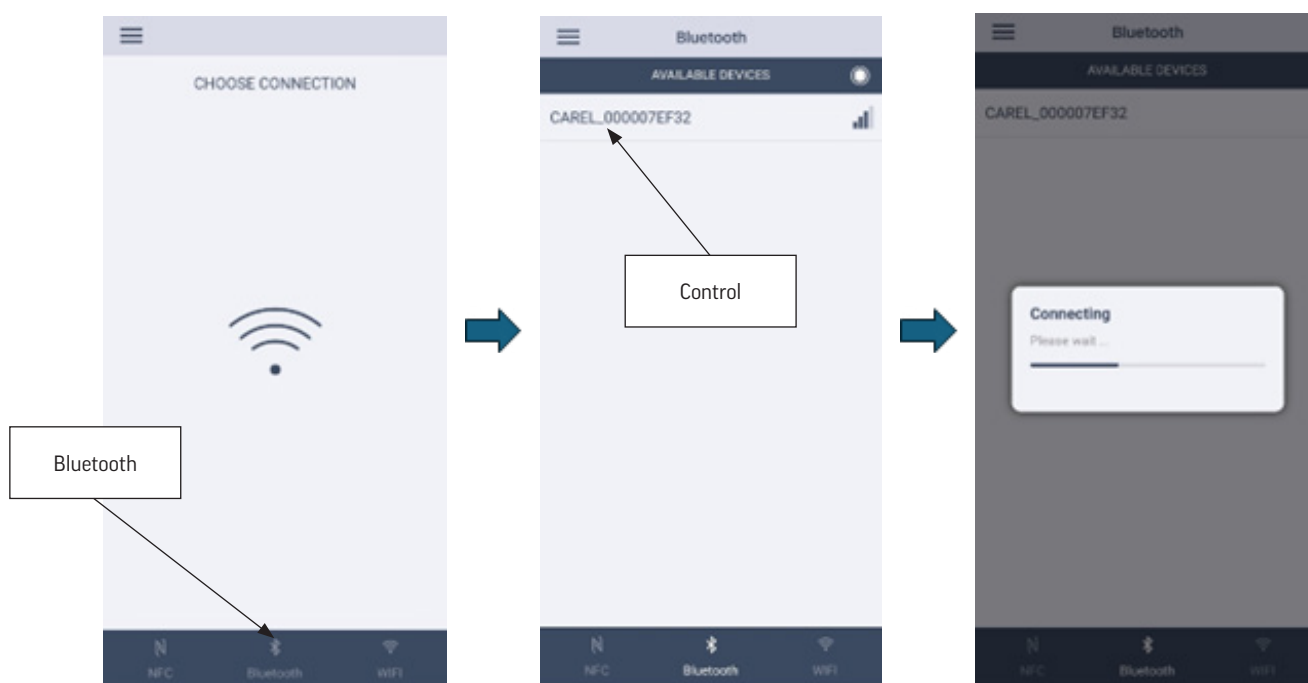 CHOOSE CONNECTION
Bluetooth
NFC
Bluetooth
WIFI
Bluetooth
AVAILABLE DEVICES
CAREL_000007EF32
Control
NFC
Bluetooth
WIFI
Bluetooth
AVAILABLE DEVICES
CAREL_000007EF32
Connecting
Please wait ...
NFC
Bluetooth
WIFI